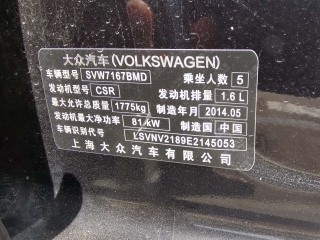 大众汽车(VOLKSWAGEN)
车辆型号 SVW7167BMD 乘坐人数 5
发动机型号 CSR 发动机排量 1.6 L
最大允许总质量 1775kg 制造年月 2014.05
发动机最大净功率 81 kW 制造国 中国
车辆识别代号 LSVNV2189E2145053
上海大众汽车有限公司